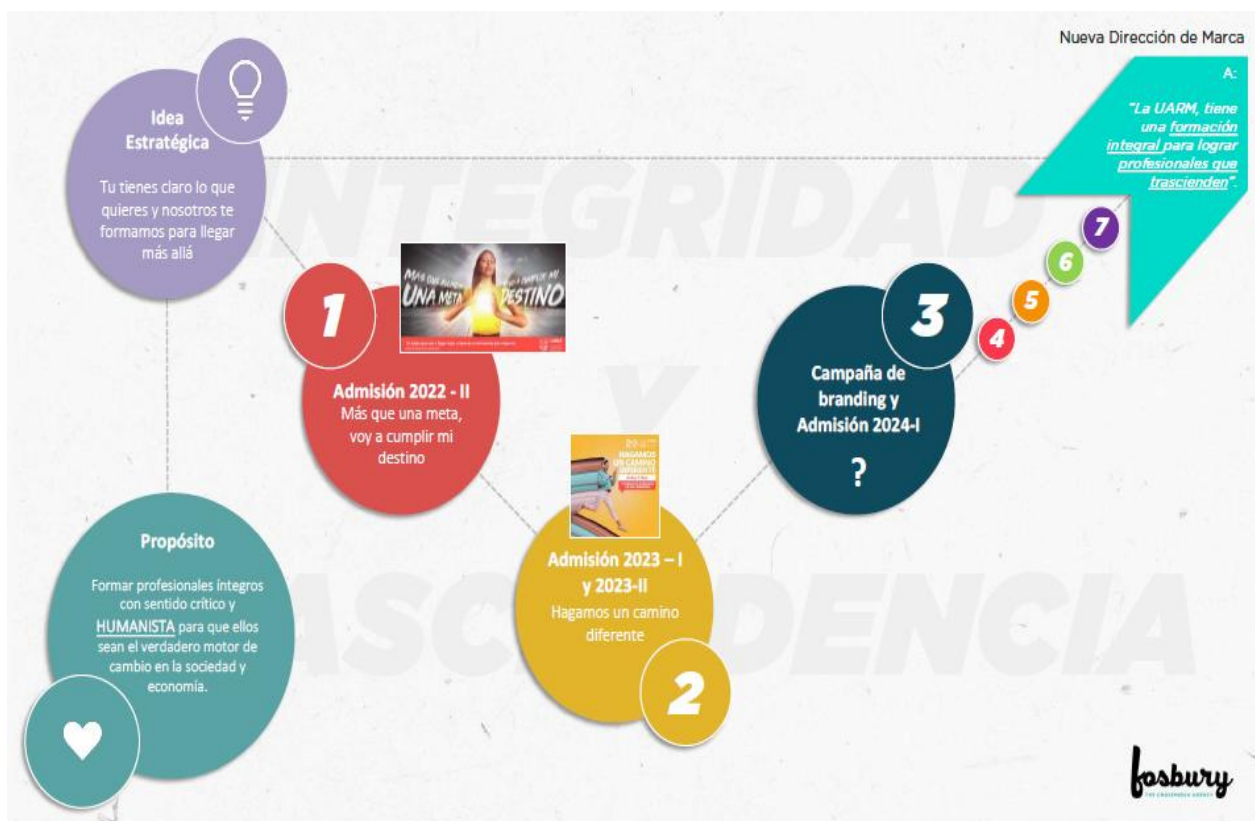 Nueva Dirección de Marca
A:
"La UARM, tiene
una formación
integral para lograr
profesionales que
trascienden".
Idea
Estratégica
Tu tienes claro lo que
quieres y nosotros te
formamos para llegar
más allá
INTEGRIDAD
Y
1
MÁS QUE
UNA META
DESTINO
Admisión 2022 - II
Más que una meta,
voy a cumplir mi
destino
3
4
5
6
7
Campaña de
branding y
Admisión 2024-I
?
HAGAMOS
UN CAMINO
DIFERENTE
Propósito
Formar profesionales íntegros
con sentido crítico y
HUMANISTA para que ellos
sean el verdadero motor de
cambio en la sociedad y
economía.
Admisión 2023 – I
y 2023-II
Hagamos un camino
diferente
2
fosbury